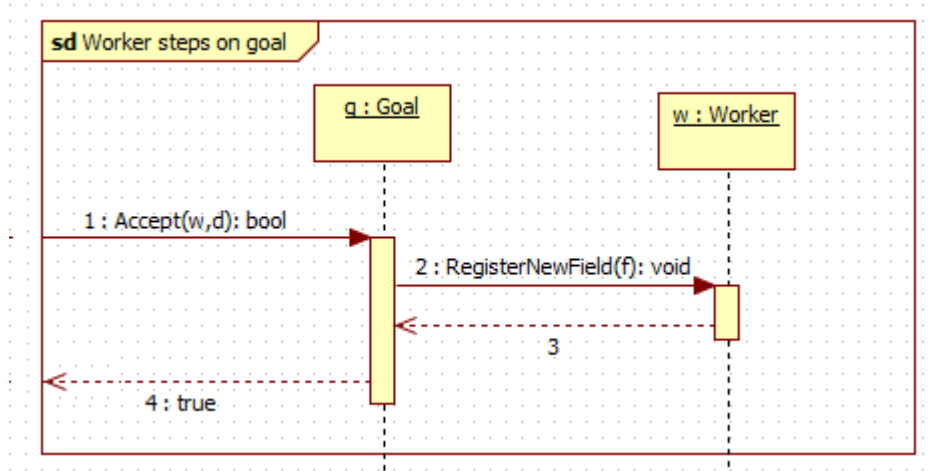 sd Worker steps on goal
g : Goal
w : Worker
1 : Accept(w,d): bool
2 : RegisterNewField(f): void
3
4 : true